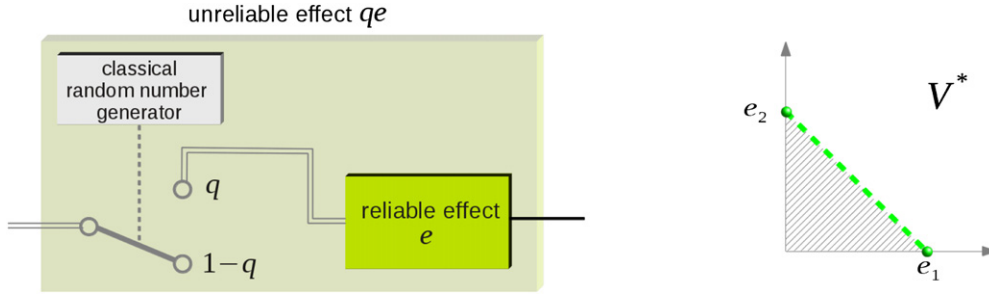 unreliable effect qe
classical
random number
generator
q
reliable effect
e
1−q
V*
e₂
e₁